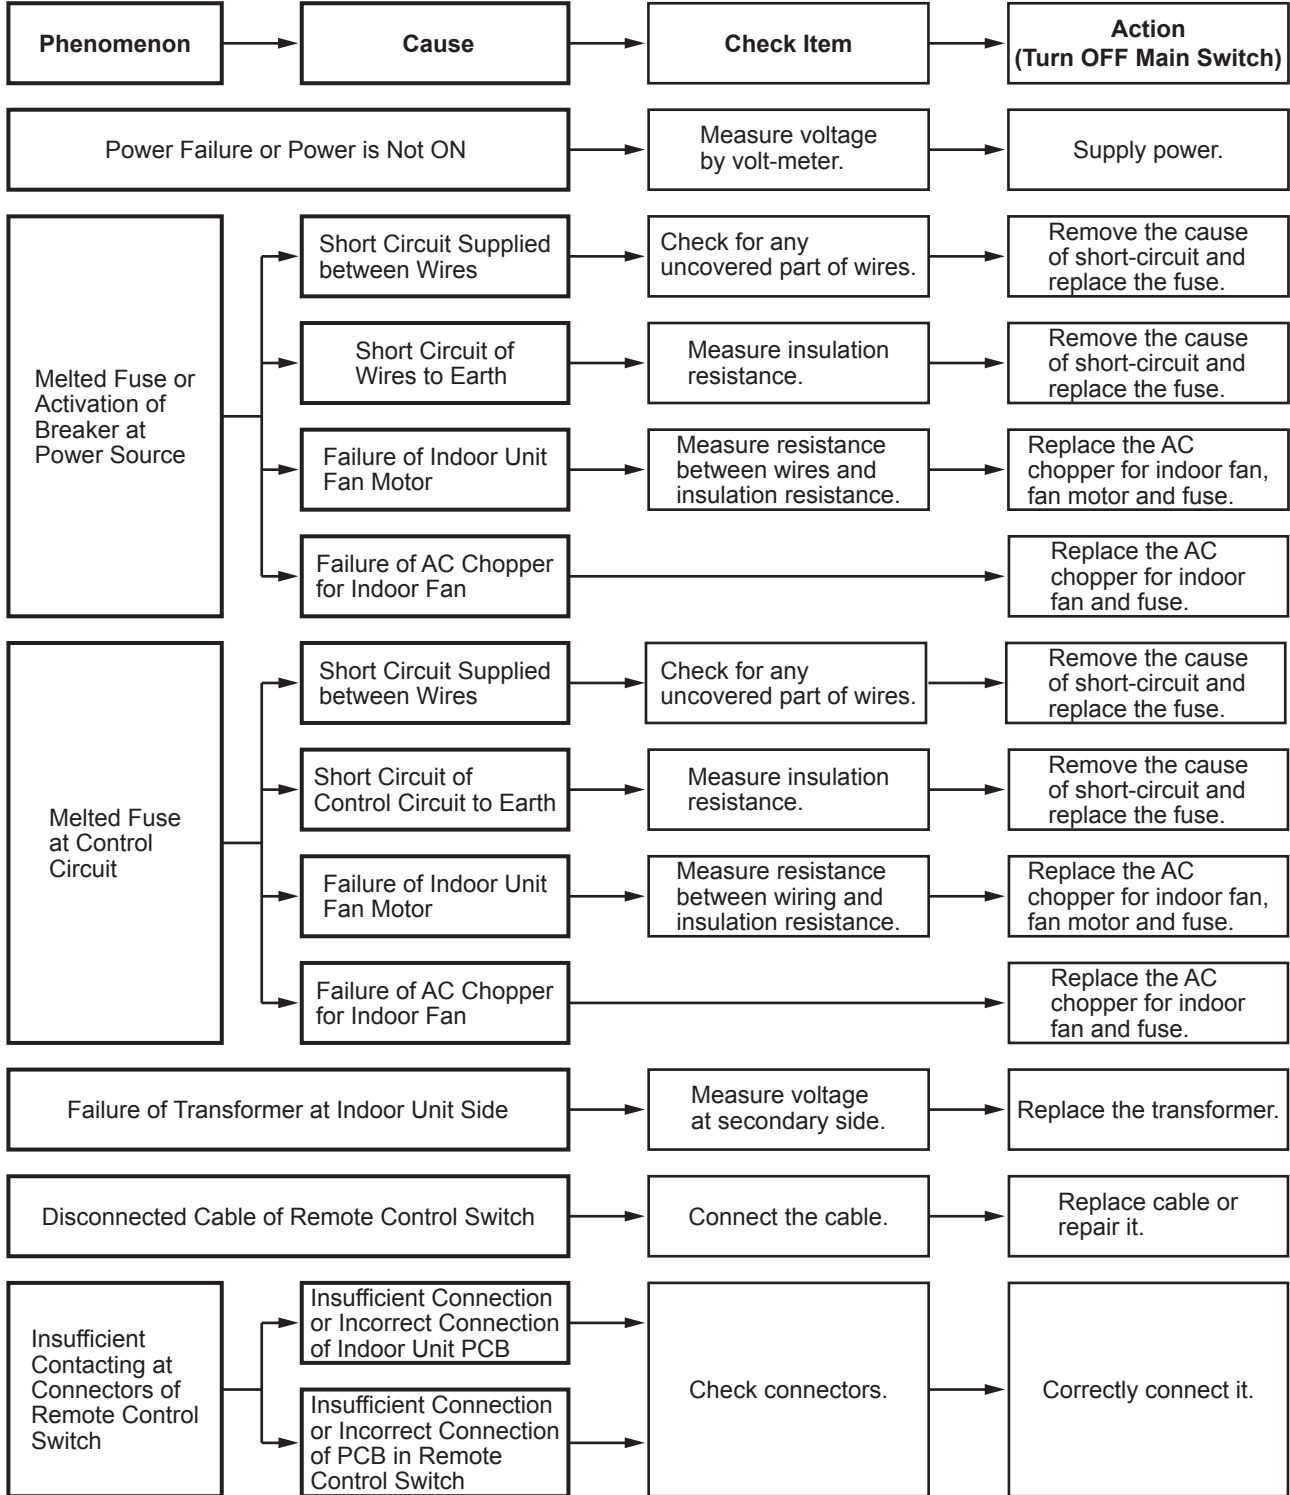 Phenomenon
Cause
Check Item
Action
(Turn OFF Main Switch)
Power Failure or Power is Not ON
Measure voltage
by volt-meter.
Supply power.
Melted Fuse or
Activation of
Breaker at
Power Source
Short Circuit Supplied
between Wires
Check for any
uncovered part of wires.
Remove the cause
of short-circuit and
replace the fuse.
Short Circuit of
Wires to Earth
Measure insulation
resistance.
Remove the cause
of short-circuit and
replace the fuse.
Failure of Indoor Unit
Fan Motor
Measure resistance
between wires and
insulation resistance.
Replace the AC
chopper for indoor fan,
fan motor and fuse.
Failure of AC Chopper
for Indoor Fan
Replace the AC
chopper for indoor
fan and fuse.
Melted Fuse
at Control
Circuit
Short Circuit Supplied
between Wires
Check for any
uncovered part of wires.
Remove the cause
of short-circuit and
replace the fuse.
Short Circuit of
Control Circuit to Earth
Measure insulation
resistance.
Remove the cause
of short-circuit and
replace the fuse.
Failure of Indoor Unit
Fan Motor
Measure resistance
between wiring and
insulation resistance.
Replace the AC
chopper for indoor fan,
fan motor and fuse.
Failure of AC Chopper
for Indoor Fan
Replace the AC
chopper for indoor
fan and fuse.
Failure of Transformer at Indoor Unit Side
Measure voltage
at secondary side.
Replace the transformer.
Disconnected Cable of Remote Control Switch
Connect the cable.
Replace cable or
repair it.
Insufficient
Contacting at
Connectors of
Remote Control
Switch
Insufficient Connection
or Incorrect Connection
of Indoor Unit PCB
Insufficient Connection
or Incorrect Connection
of PCB in Remote
Control Switch
Check connectors.
Correctly connect it.